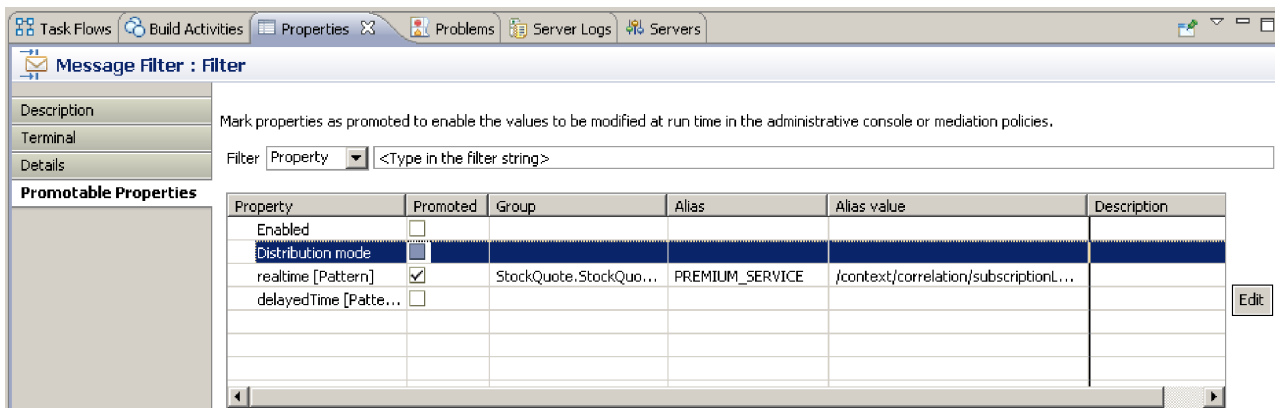 Task Flows Build Activities Properties Problems Server Logs Servers
Message Filter : Filter
Description
Terminal
Details
Promotable Properties
Mark properties as promoted to enable the values to be modified at run time in the administrative console or mediation policies.
Filter Property <Type in the filter string>
Property Promoted Group Alias Alias value Description
Enabled
Distribution mode
realtime [Pattern] StockQuote.StockQuo... PREMIUM_SERVICE /context/correlation/subscriptionL...
delayedTime [Patte...
Edit